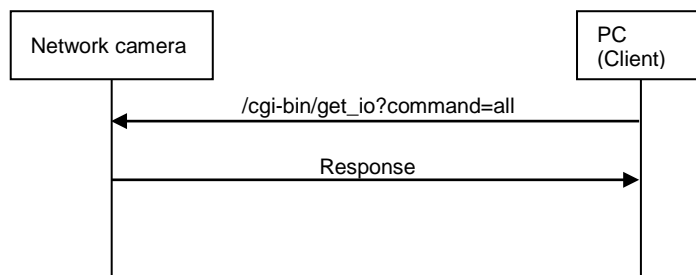 Network camera
PC
(Client)
/cgi-bin/get_io?command=all
Response